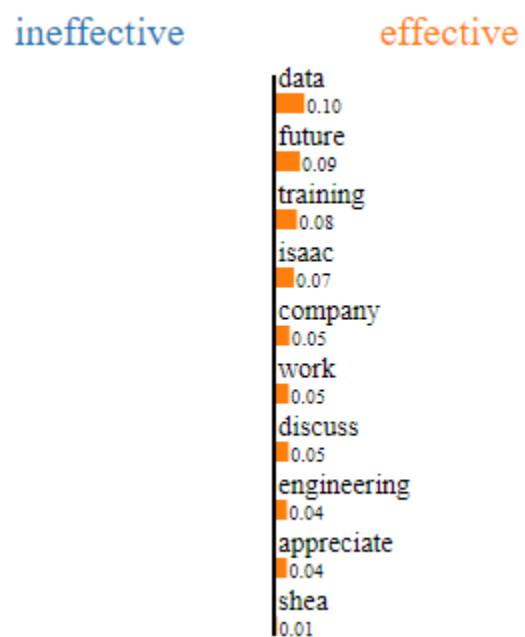 ineffective effective
data
0.10
future
0.09
training
0.08
isaac
0.07
company
0.05
work
0.05
discuss
0.05
engineering
0.04
appreciate
0.04
shea
0.01